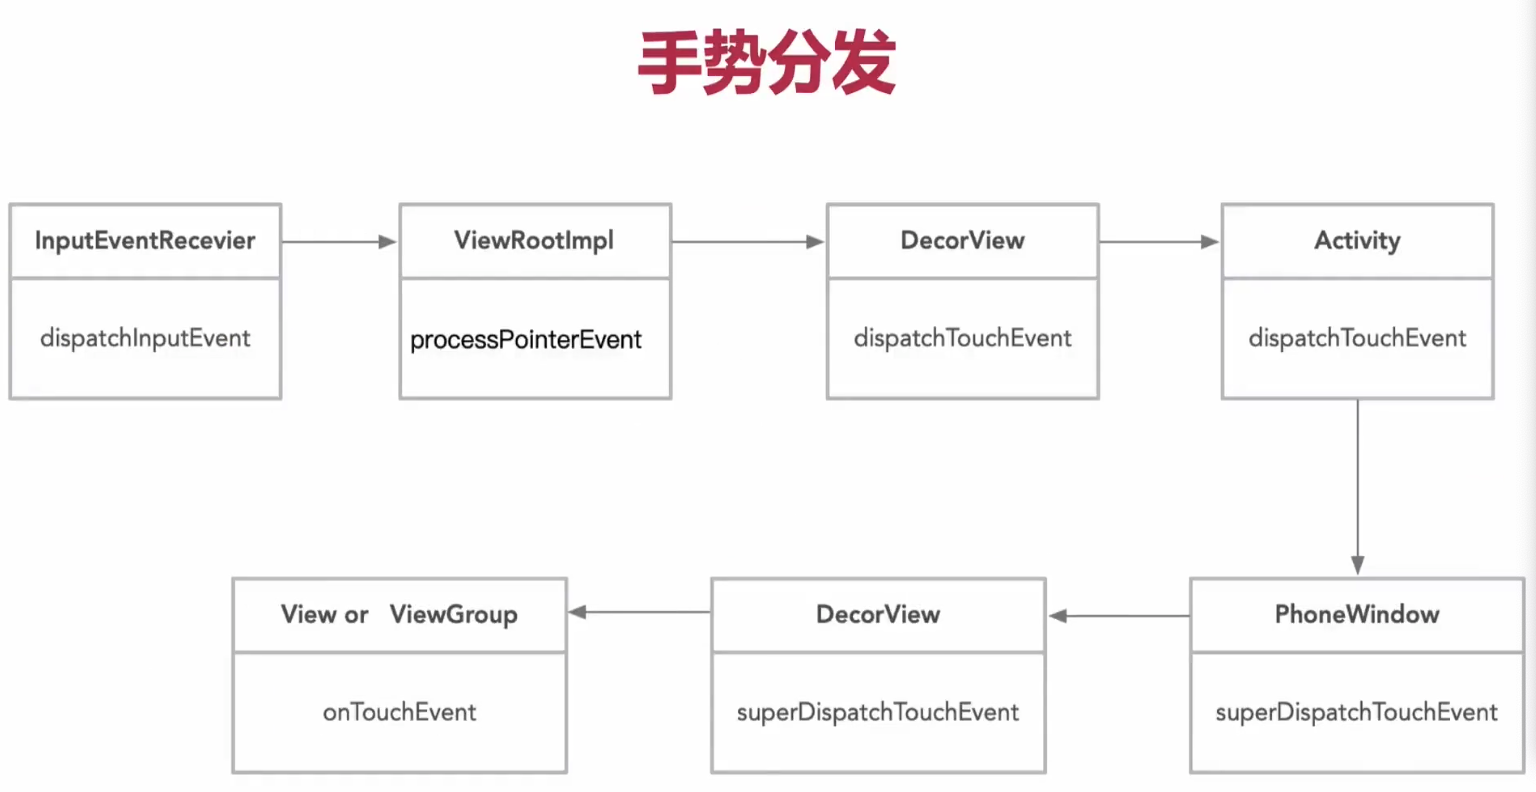 手势分发
InputEventRecevier
dispatchInputEvent
ViewRootImpl
processPointerEvent
DecorView
dispatchTouchEvent
Activity
dispatchTouchEvent
PhoneWindow
superDispatchTouchEvent
DecorView
superDispatchTouchEvent
View or ViewGroup
onTouchEvent